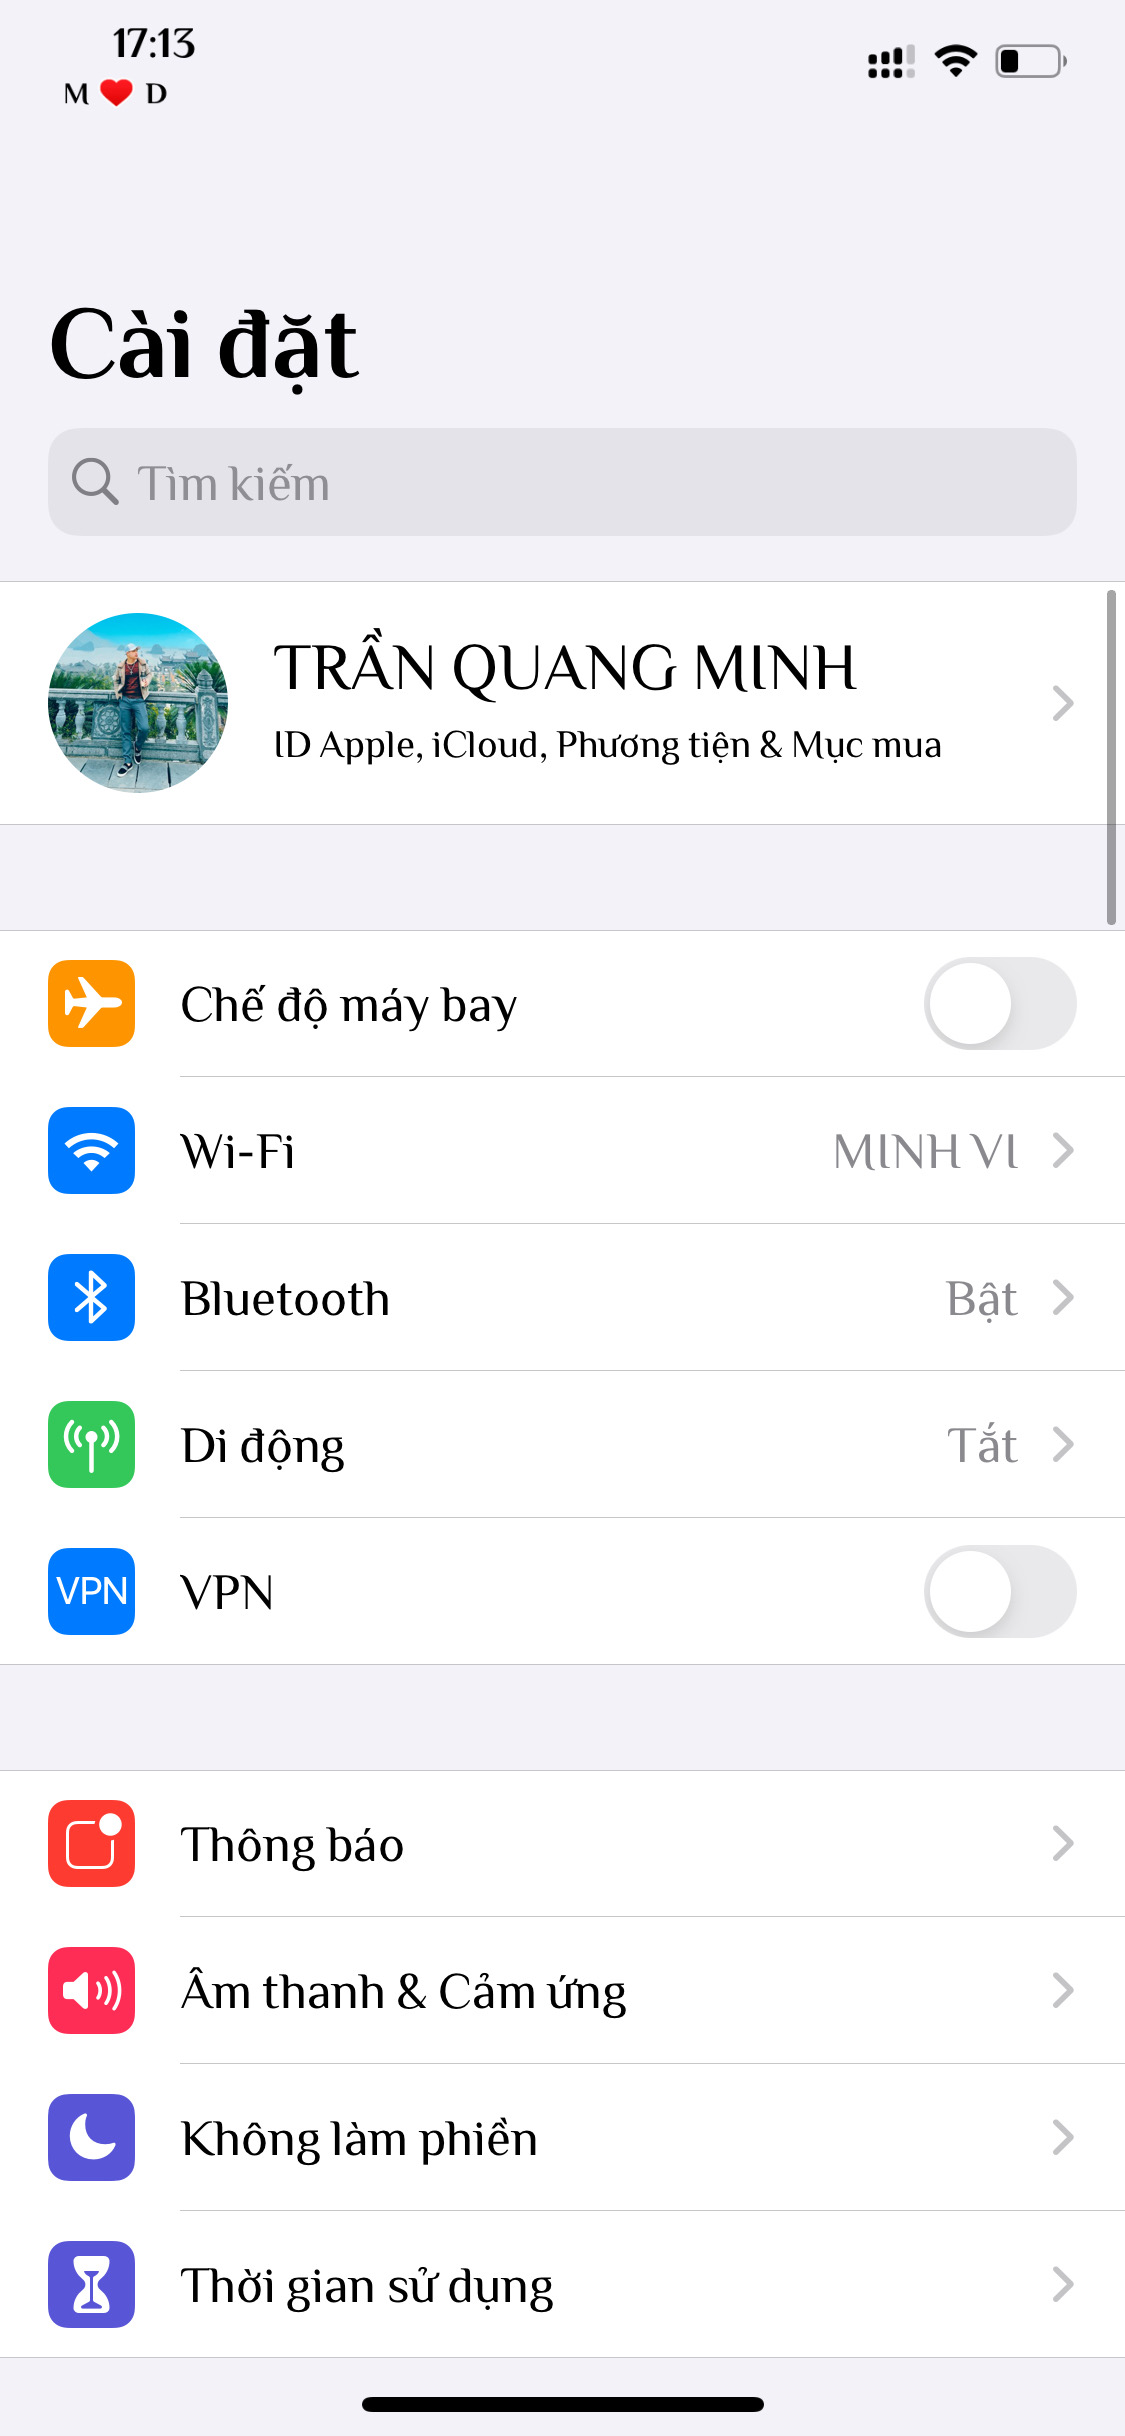 17:13
M ❤️ D
Cài đặt
Tìm kiếm
TRẦN QUANG MINH
ID Apple, iCloud, Phương tiện & Mục mua
Chế độ máy bay
Wi-Fi MINH VI
Bluetooth Bật
Di động Tắt
VPN VPN
Thông báo
Âm thanh & Cảm ứng
Không làm phiền
Thời gian sử dụng